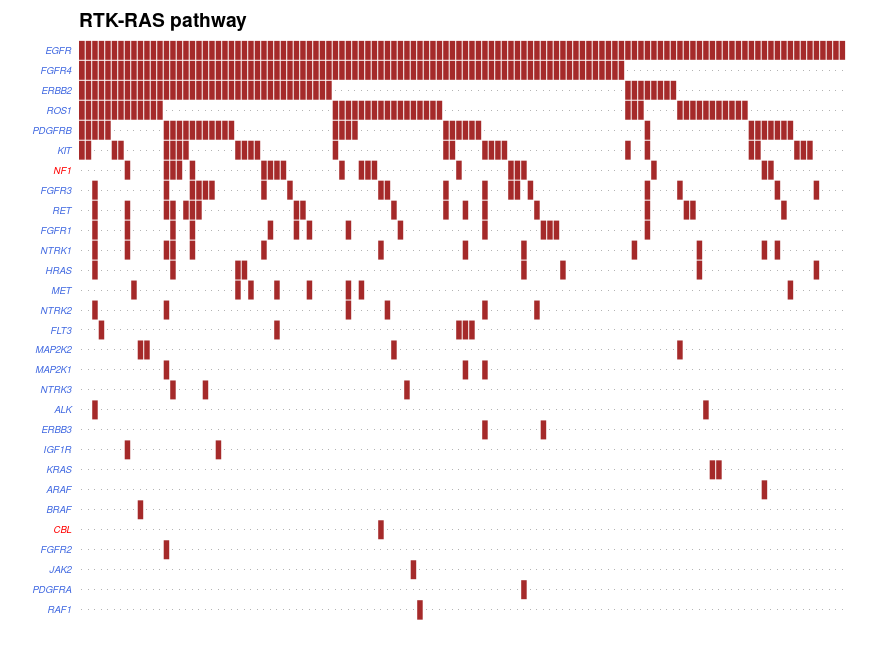 RTK-RAS pathway
EGFR
FGFR4
ERBB2
ROS1
PDGFRB
KIT
NF1
FGFR3
RET
FGFR1
NTRK1
HRAS
MET
NTRK2
FLT3
MAP2K2
MAP2K1
NTRK3
ALK
ERBB3
IGF1R
KRAS
ARAF
BRAF
CBL
FGFR2
JAK2
PDGFRA
RAF1